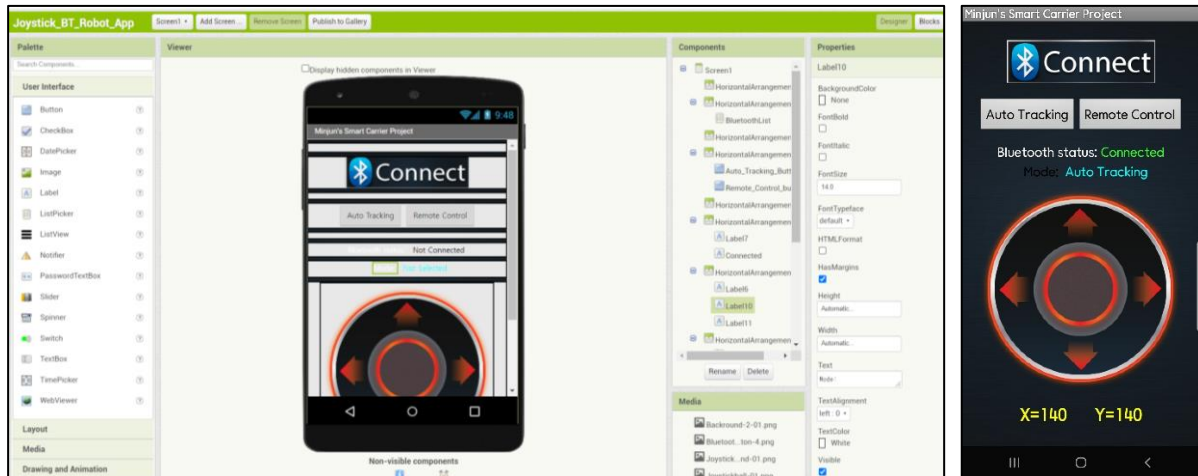 Joystick_BT_Robot_App
Screen1
Add Screen ...
Remove Screen
Publish to Gallery
Designer
Blocks
Palette
Search Components...
User Interface
Button
CheckBox
DatePicker
Image
Label
ListPicker
ListView
Notifier
PasswordTextBox
Slider
Spinner
Switch
TextBox
TimePicker
WebViewer
Layout
Media
Drawing and Animation
Viewer
Display hidden components in Viewer
9:48
Minjun's Smart Carrier Project
Connect
Auto Tracking
Remote Control
Not Connected
Not Selected
Non-visible components
Components
Screen1
HorizontalArrangemen
HorizontalArrangemen
BluetoothList
HorizontalArrangemen
HorizontalArrangemen
Auto_Tracking_Butt
Remote_Control_bu
HorizontalArrangemen
HorizontalArrangemen
Label7
Connected
HorizontalArrangemen
Label6
Label10
Label11
HorizontalArrangemen
Rename
Delete
Media
Backround-2-01.png
Bluetoot...ton-4.png
Joystick...nd-01.png
Joystickball-01.png
Properties
Label10
BackgroundColor
None
FontBold
FontItalic
FontSize
14.0
FontTypeface
default
HTMLFormat
HasMargins
Height
Automatic...
Width
Automatic...
Text
Mode:
TextAlignment
left : 0
TextColor
White
Visible
Minjun's Smart Carrier Project
Connect
Auto Tracking
Remote Control
Bluetooth status: Connected
Mode: Auto Tracking
X=140 Y=140